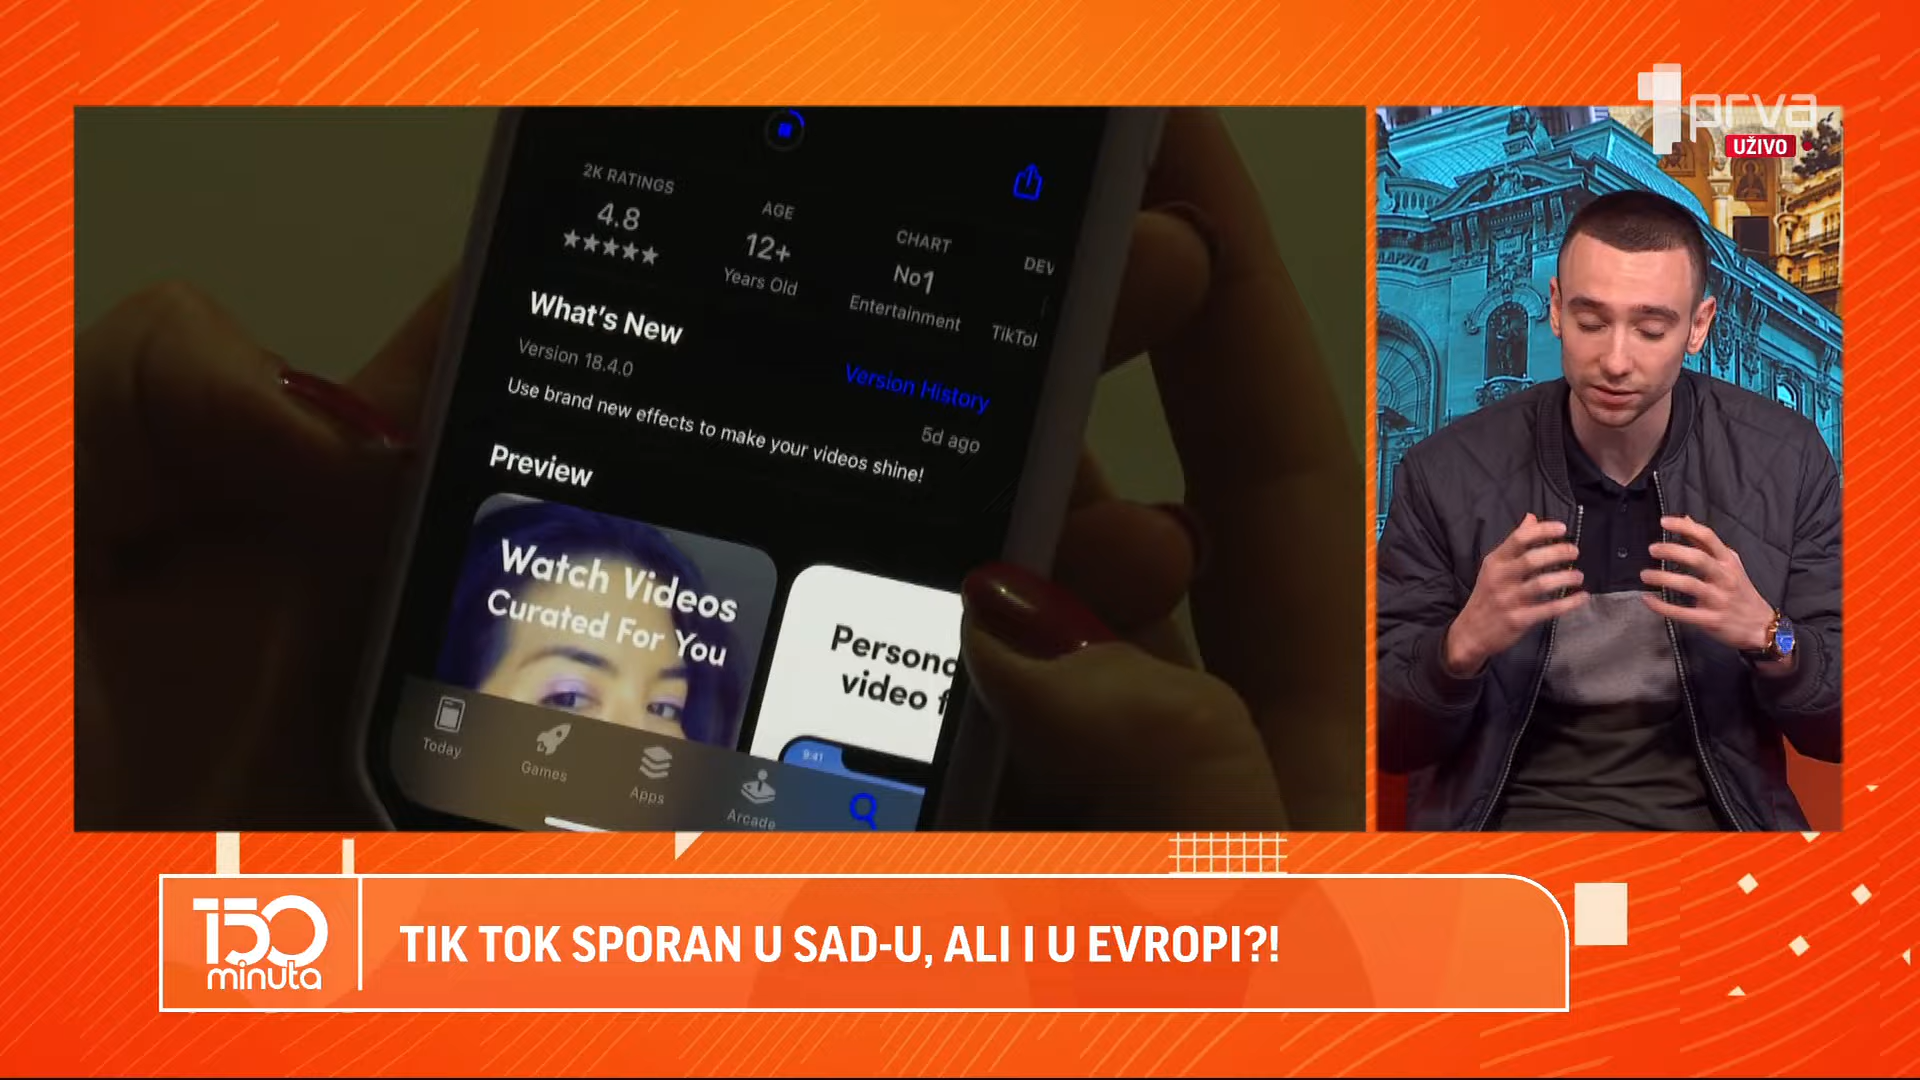 1prva
UŽIVO
2K RATINGS
4.8
AGE
12+
Years Old
CHART
No1
Entertainment
DEV
TikTol
What's New
Version 18.4.0
Version History
Use brand new effects to make your videos shine!
5d ago
Preview
Watch Videos
Curated For You
Persona
video f
9:41
Today
Games
Apps
Arcade
150
minuta
TIK TOK SPORAN U SAD-U, ALI I U EVROPI?!